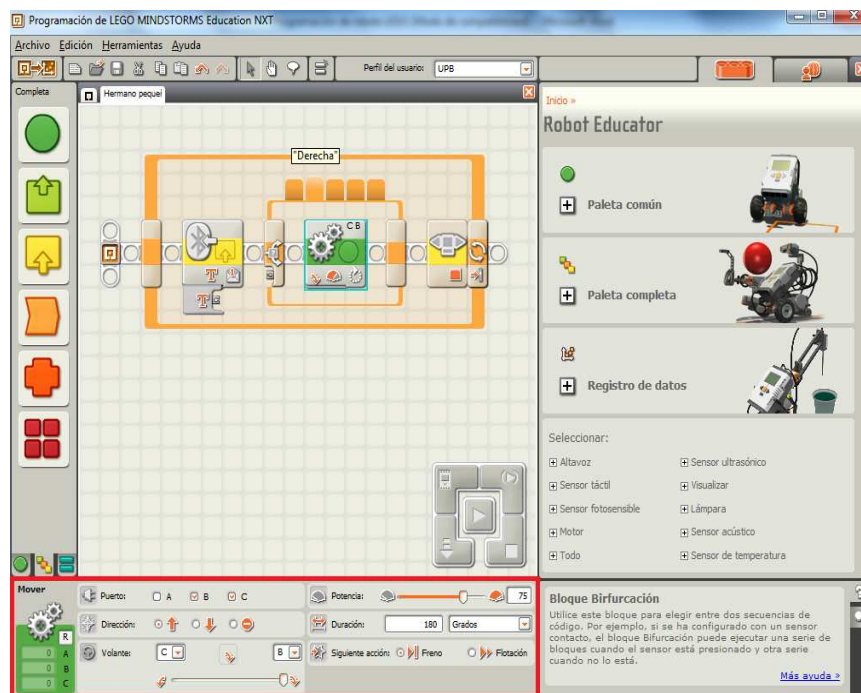 Programación de LEGO MINDSTORMS Education NXT
Archivo Edición Herramientas Ayuda
Perfil del usuario: UPB
Completa
Hermano pequei
Inicio »
Robot Educator
"Derecha"
C B
Paleta común
Paleta completa
Registro de datos
Seleccionar:
Altavoz
Sensor ultrasónico
Sensor táctil
Visualizar
Sensor fotosensible
Lámpara
Motor
Sensor acústico
Todo
Sensor de temperatura
Mover
Puerto: A B C
Potencia: 75
Dirección:
Duración: 180 Grados
Volante: C B
Siguiente acción: Freno Flotación
R
0 A
0 B
0 C
Bloque Birfurcación
Utilice este bloque para elegir entre dos secuencias de
código. Por ejemplo, si se ha configurado con un sensor
contacto, el bloque Bifurcación puede ejecutar una serie de
bloques cuando el sensor está presionado y otra serie
cuando no lo está.
Más ayuda »